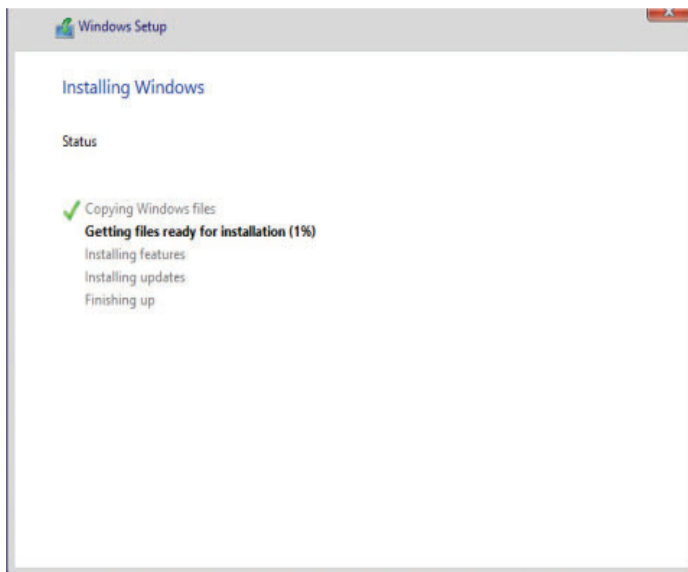 Windows Setup
Installing Windows
Status
Copying Windows files
Getting files ready for installation (1%)
Installing features
Installing updates
Finishing up